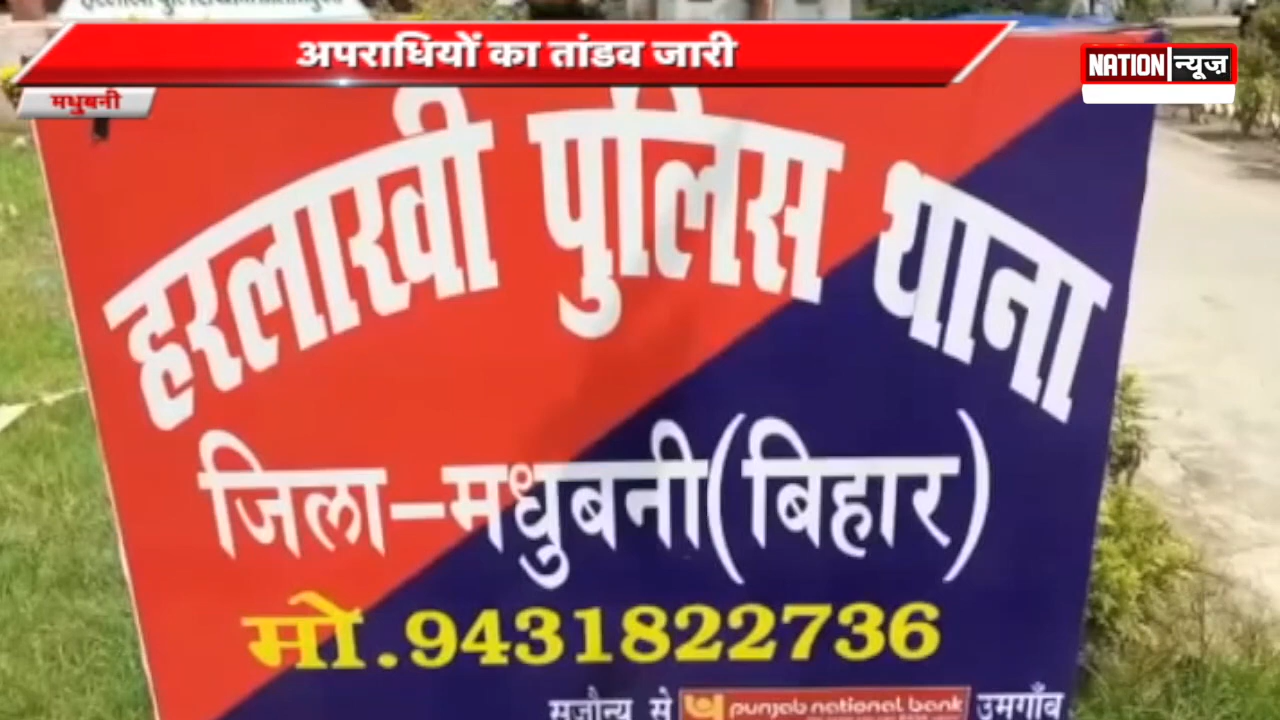 अपराधियों का तांडव जारी
NATION न्यूज़
मधुबनी
हरलाखी पुलिस थाना
जिला-मधुबनी (बिहार)
मो.9431822736
सौजन्य से punjab national bank उमगाँव